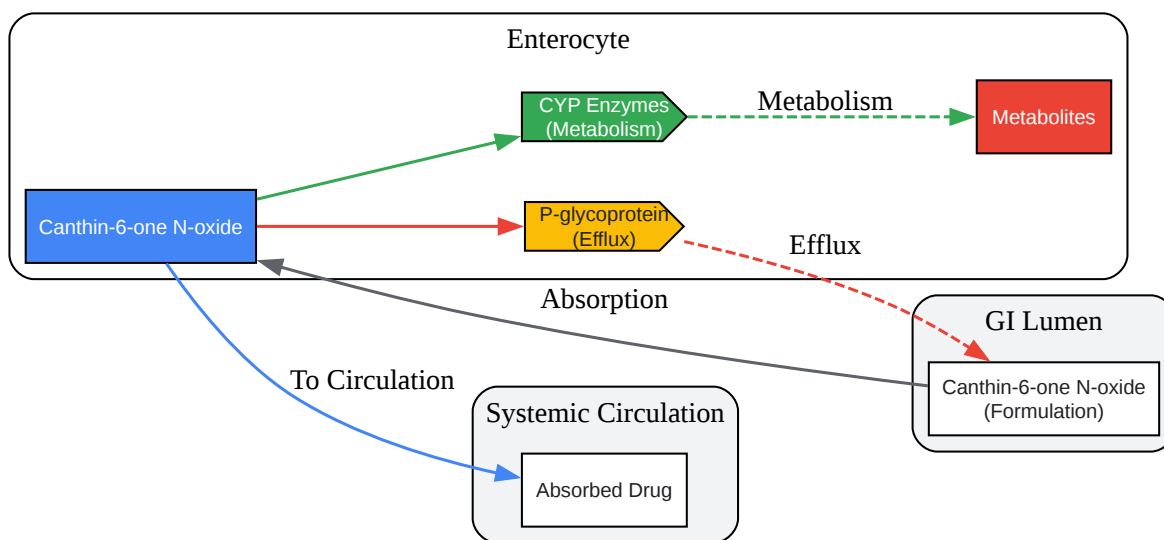 Enterocyte
CYP Enzymes
(Metabolism)
Metabolism
Metabolites
Canthin-6-one N-oxide
P-glycoprotein
(Efflux)
Efflux
Absorption
GI Lumen
Canthin-6-one N-oxide
(Formulation)
To Circulation
Systemic Circulation
Absorbed Drug